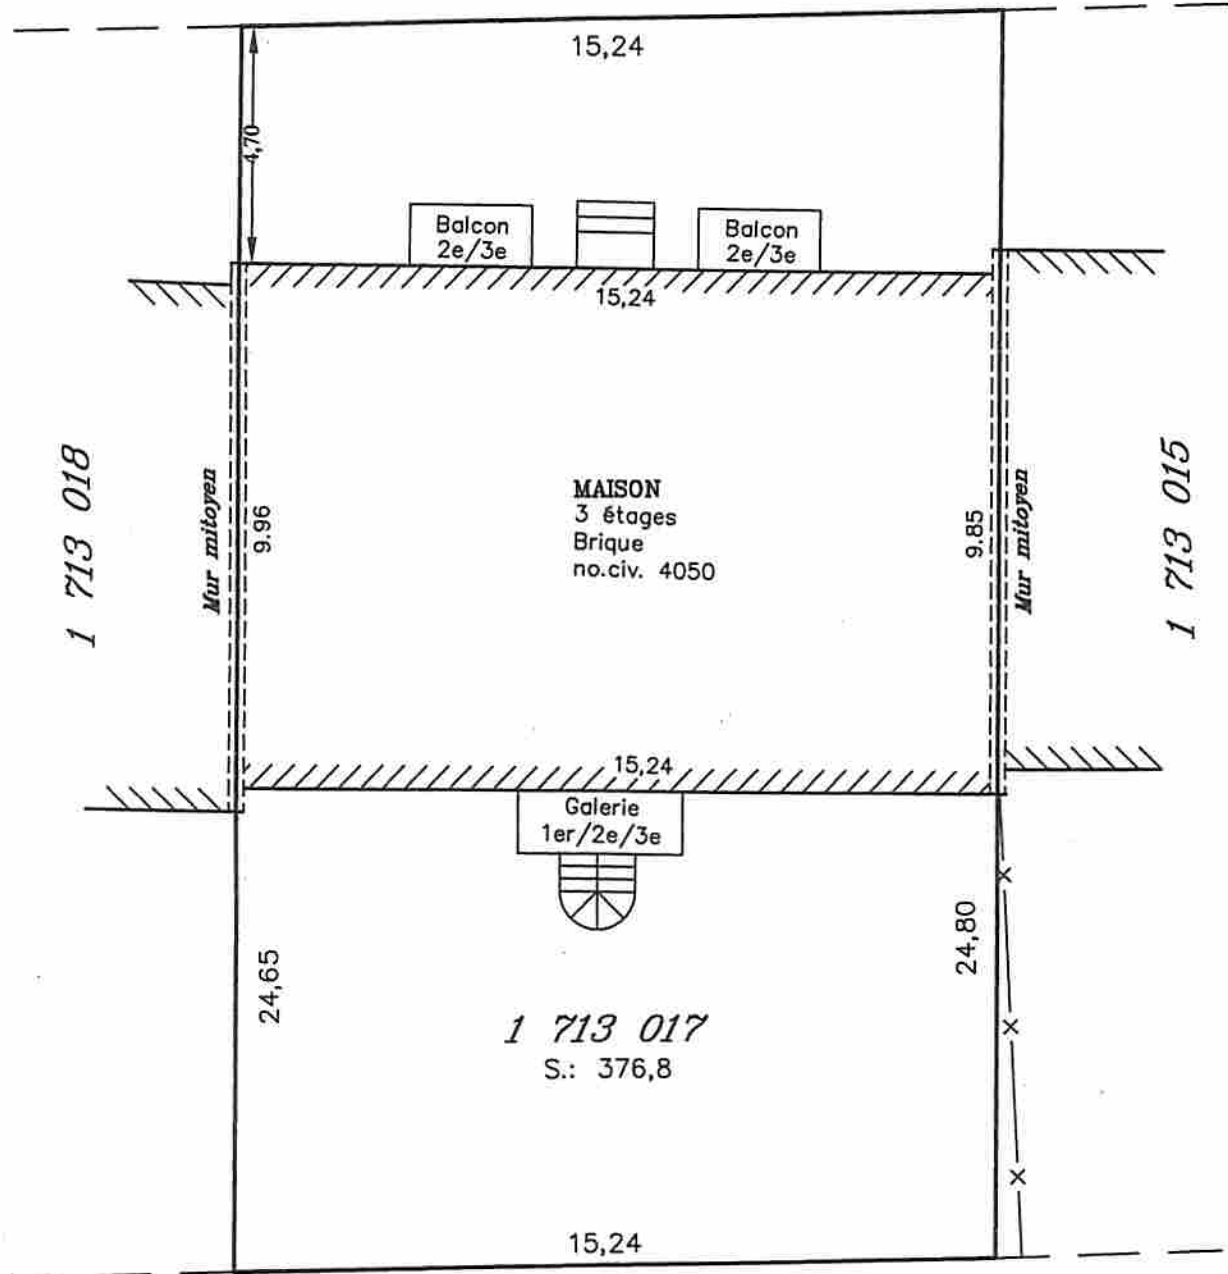 15,24
4,70
Balcon
2e/3e
Balcon
2e/3e
15,24
1 713 018
Mur mitoyen
9.96
MAISON
3 étages
Brique
no.civ. 4050
9.85
Mur mitoyen
1 713 015
15,24
Galerie
1er/2e/3e
24,65
24,80
1 713 017
S.: 376,8
15,24